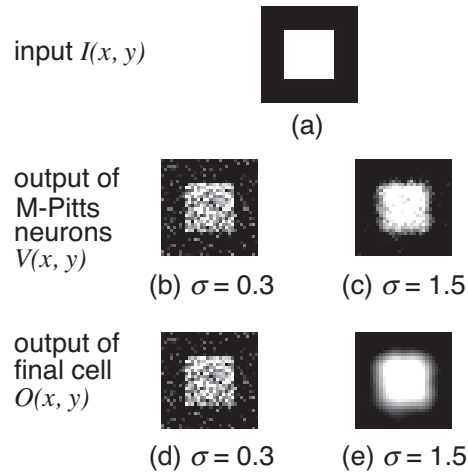 input I(x, y)
(a)
output of
M-Pitts
neurons
V(x, y)
(b) σ = 0.3
(c) σ = 1.5
output of
final cell
O(x, y)
(d) σ = 0.3
(e) σ = 1.5